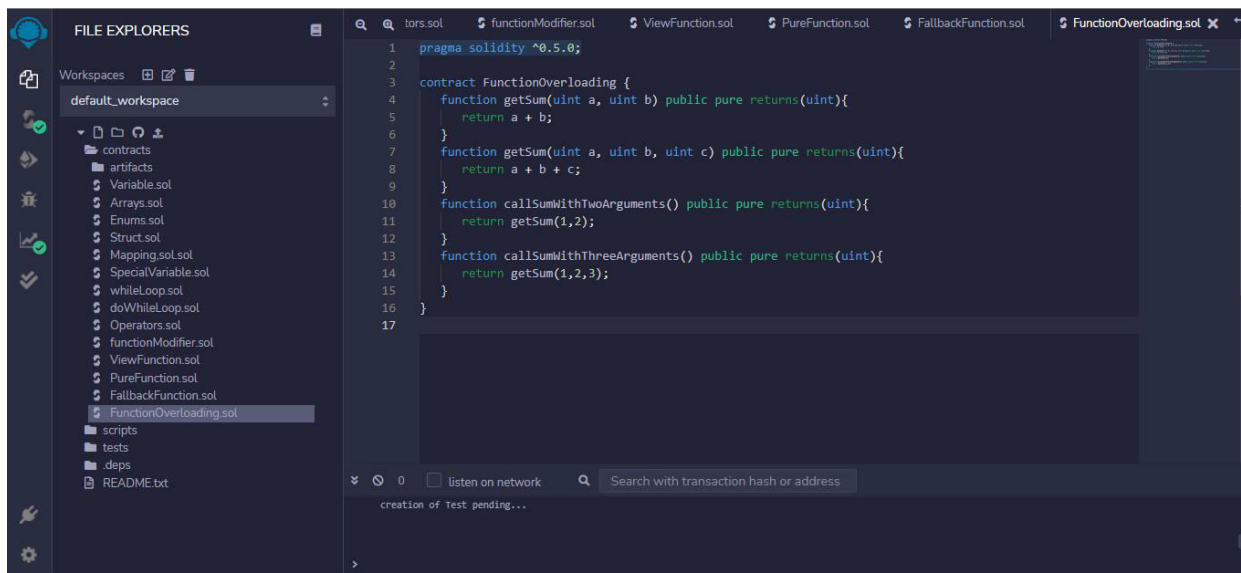 FILE EXPLORERS
Workspaces
default_workspace
contracts
artifacts
Variable.sol
Arrays.sol
Enums.sol
Struct.sol
Mapping,sol.sol
SpecialVariable.sol
whileLoop.sol
doWhileLoop.sol
Operators.sol
functionModifier.sol
ViewFunction.sol
PureFunction.sol
FallbackFunction.sol
FunctionOverloading.sol
scripts
tests
.deps
README.txt
tors.sol functionModifier.sol ViewFunction.sol PureFunction.sol FallbackFunction.sol FunctionOverloading.sol
1 pragma solidity ^0.5.0;
2
3 contract FunctionOverloading {
4 function getSum(uint a, uint b) public pure returns(uint){
5 return a + b;
6 }
7 function getSum(uint a, uint b, uint c) public pure returns(uint){
8 return a + b + c;
9 }
10 function callSumWithTwoArguments() public pure returns(uint){
11 return getSum(1,2);
12 }
13 function callSumWithThreeArguments() public pure returns(uint){
14 return getSum(1,2,3);
15 }
16 }
17
0 listen on network Search with transaction hash or address
creation of Test pending...
>